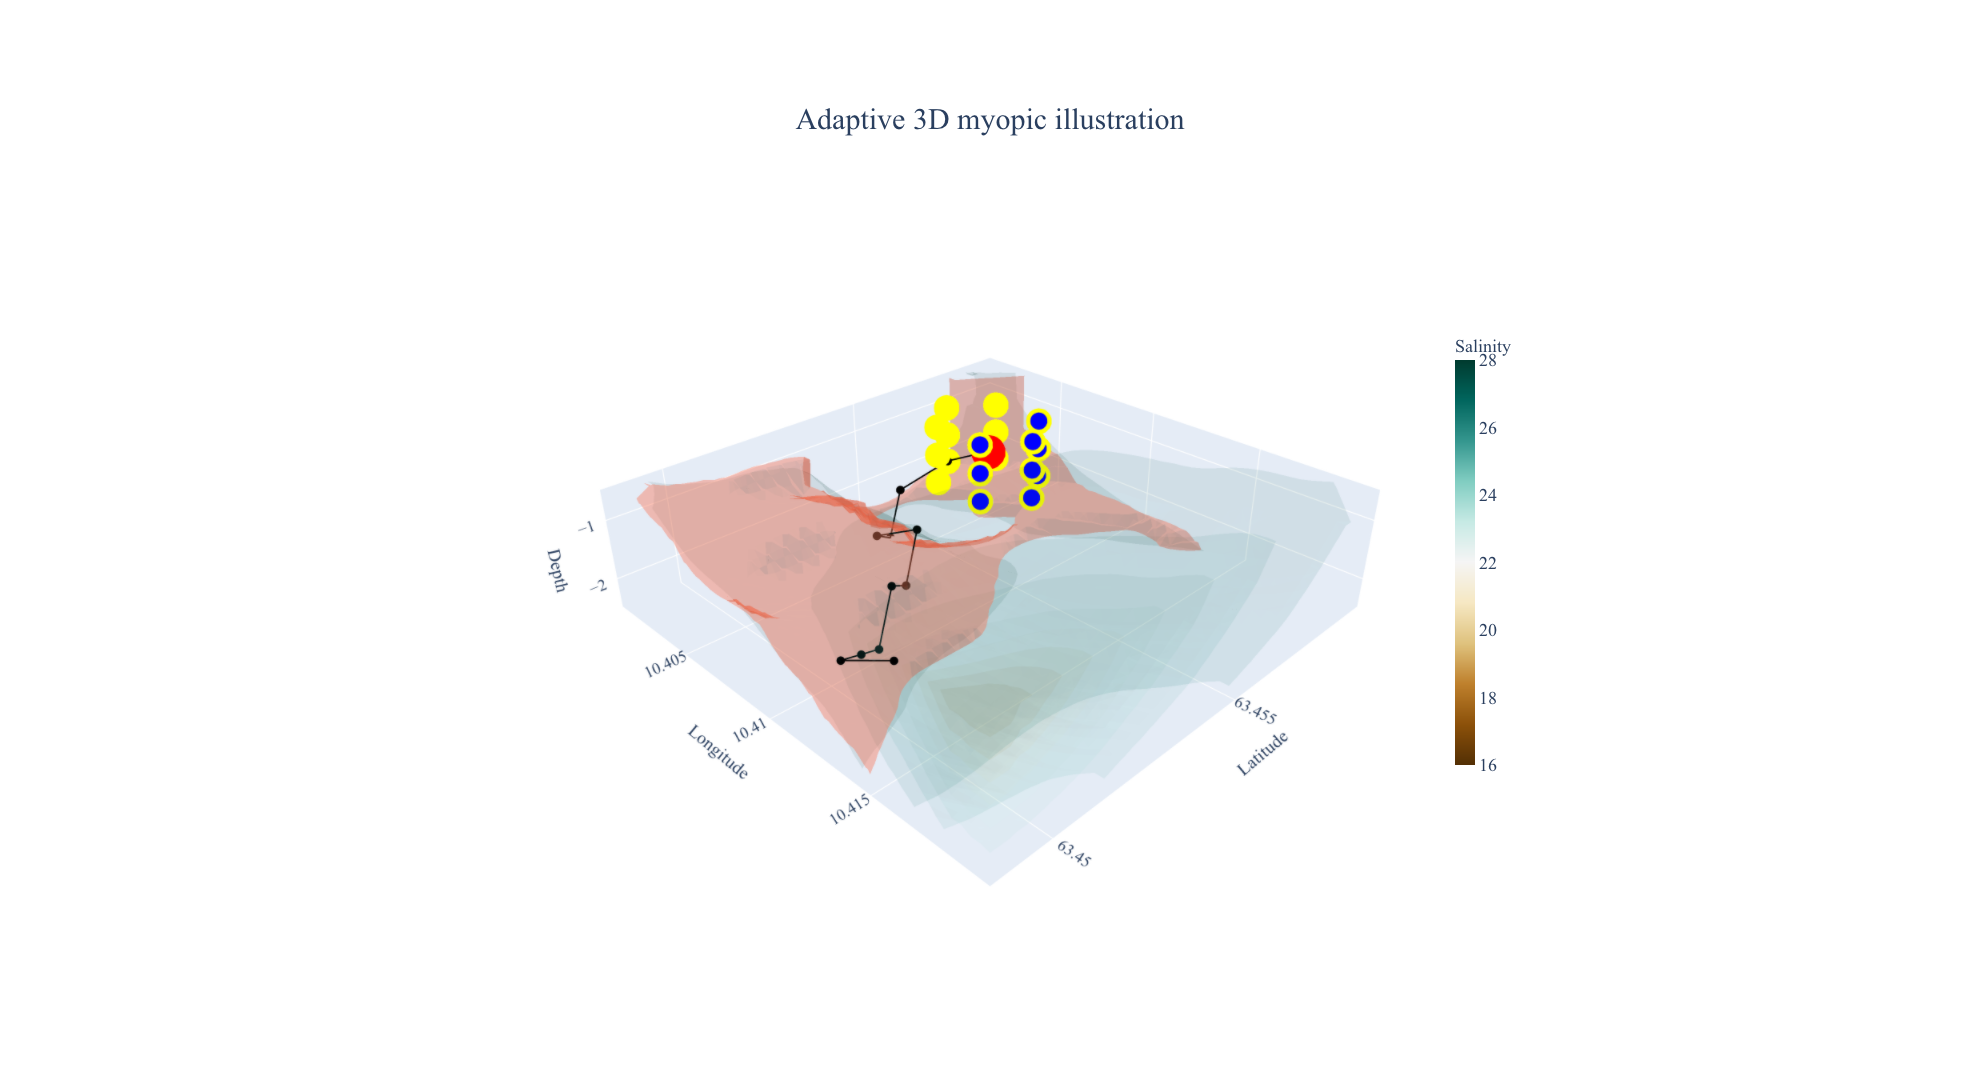 Adaptive 3D myopic illustration
Salinity
28
26
24
22
20
18
16
−1
−2
Depth
10.405
10.41
10.415
Longitude
63.455
63.45
Latitude